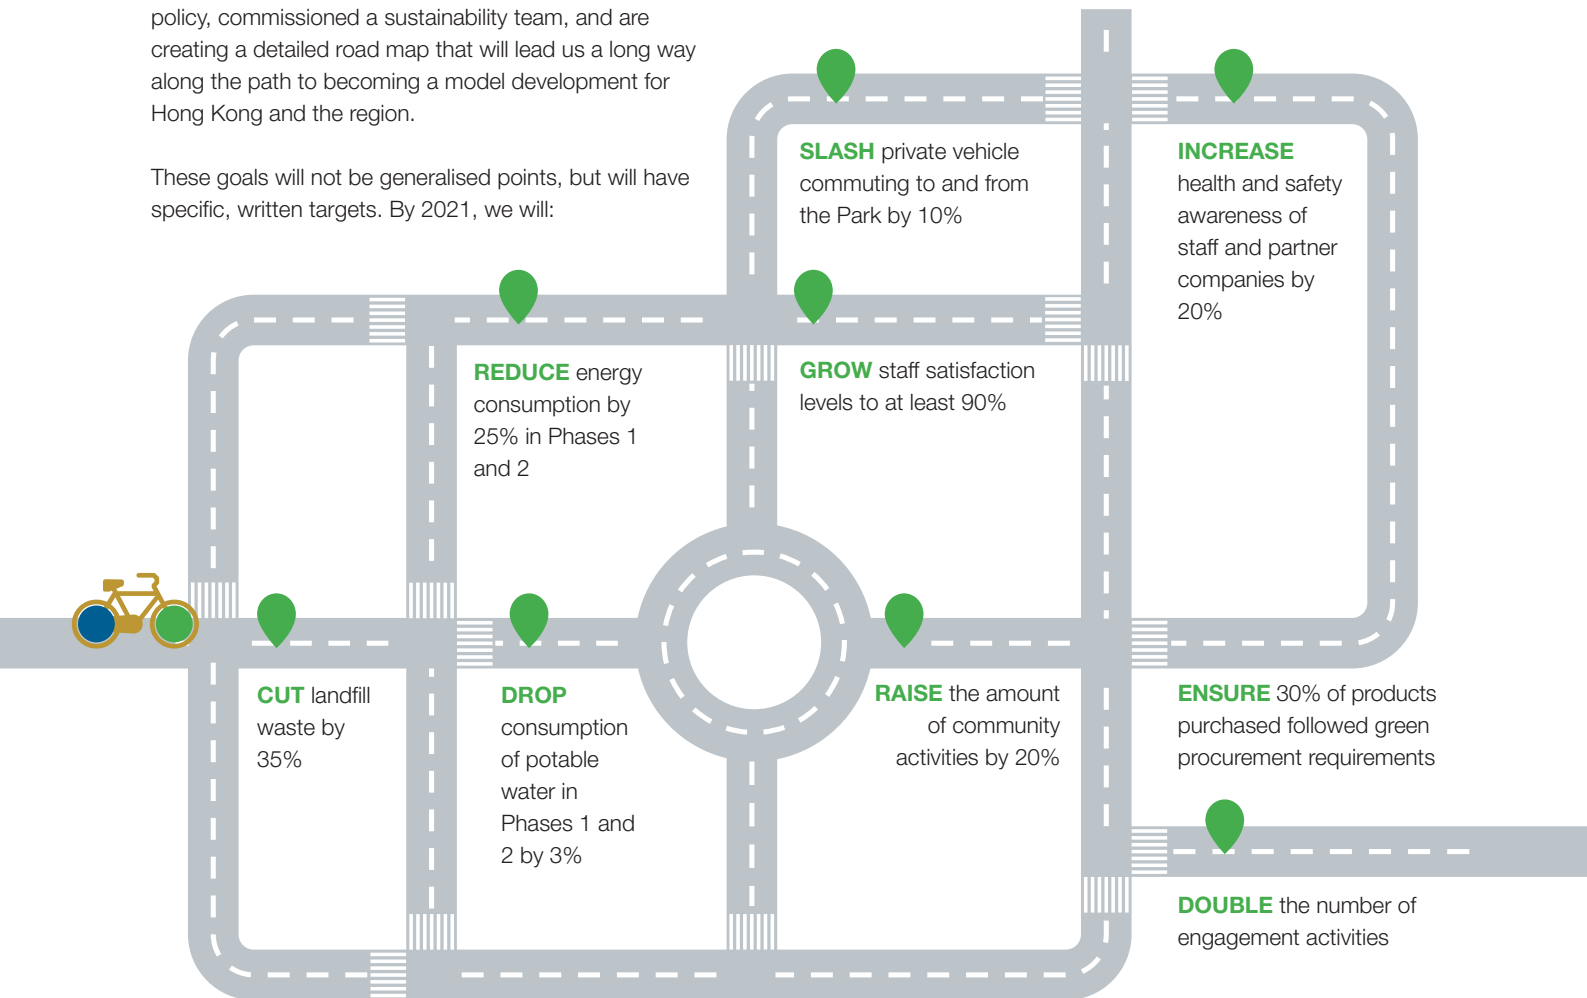 policy, commissioned a sustainability team, and are
creating a detailed road map that will lead us a long way
along the path to becoming a model development for
Hong Kong and the region.
These goals will not be generalised points, but will have
specific, written targets. By 2021, we will:
SLASH private vehicle
commuting to and from
the Park by 10%
INCREASE
health and safety
awareness of
staff and partner
companies by
20%
REDUCE energy
consumption by
25% in Phases 1
and 2
GROW staff satisfaction
levels to at least 90%
CUT landfill
waste by
35%
DROP
consumption
of potable
water in
Phases 1 and
2 by 3%
RAISE the amount
of community
activities by 20%
ENSURE 30% of products
purchased followed green
procurement requirements
DOUBLE the number of
engagement activities